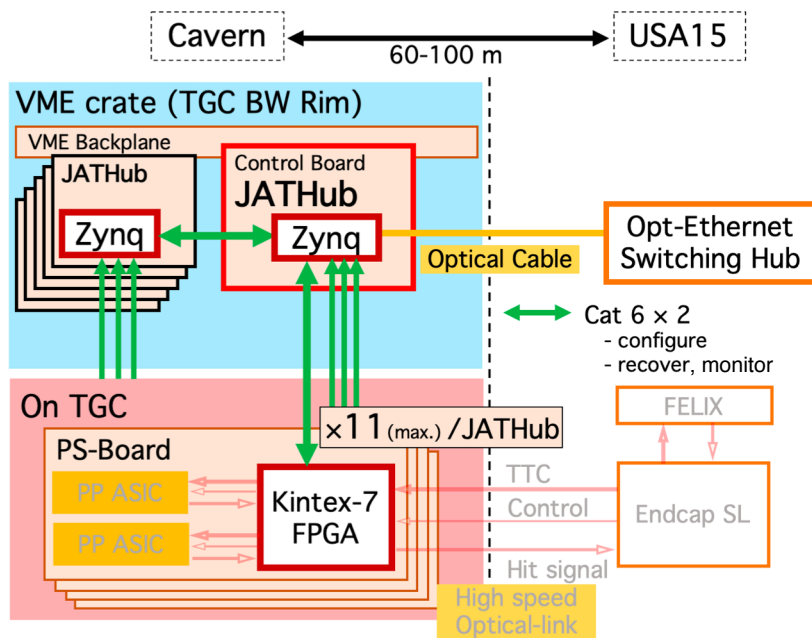 Cavern
60-100 m
USA15
VME crate (TGC BW Rim)
VME Backplane
JATHub
Zynq
Control Board
JATHub
Zynq
Optical Cable
Opt-Ethernet
Switching Hub
Cat 6 × 2
- configure
- recover, monitor
On TGC
×11(max.)/JATHub
PS-Board
PP ASIC
PP ASIC
Kintex-7
FPGA
TTC
Control
Hit signal
FELIX
Endcap SL
High speed
Optical-link